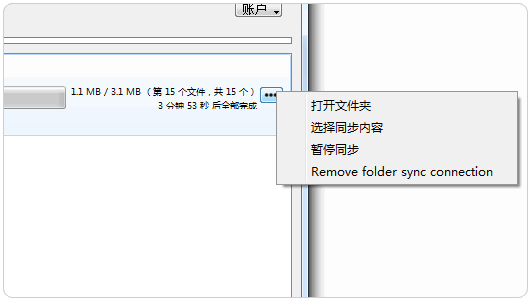 账户
1.1 MB / 3.1 MB（第 15 个文件，共 15 个）
3 分钟 53 秒 后全部完成
打开文件夹
选择同步内容
暂停同步
Remove folder sync connection